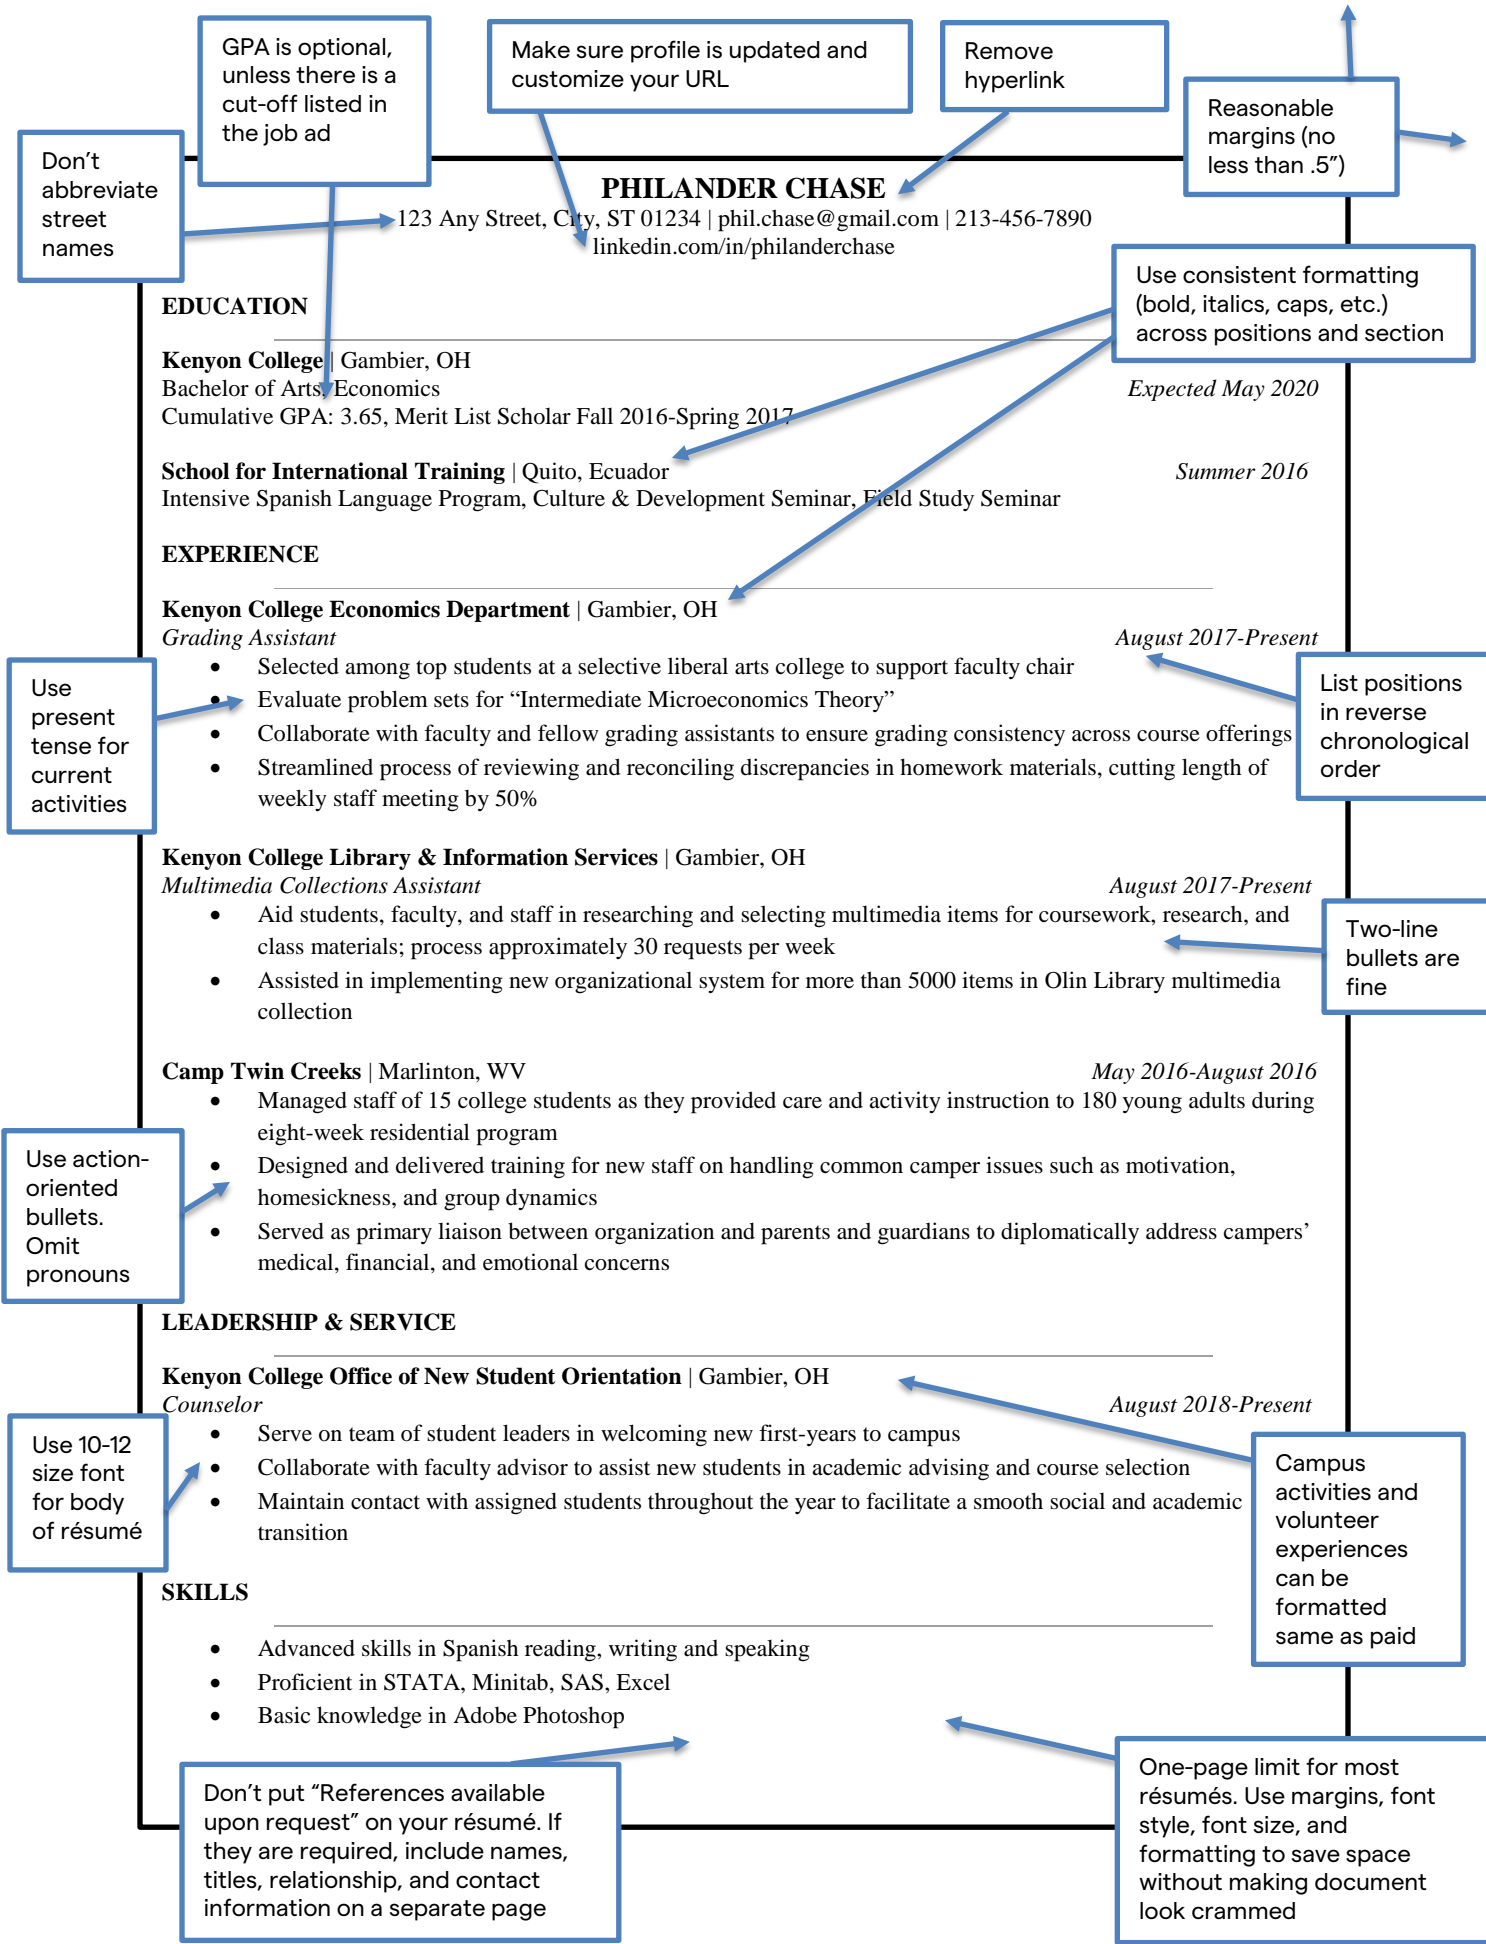 GPA is optional,
unless there is a
cut-off listed in
the job ad
Make sure profile is updated and
customize your URL
Remove
hyperlink
Reasonable
margins (no
less than .5”)
Don’t
abbreviate
street
names
PHILANDER CHASE
123 Any Street, City, ST 01234 | phil.chase@gmail.com | 213-456-7890
linkedin.com/in/philanderchase
Use consistent formatting
(bold, italics, caps, etc.)
across positions and section
EDUCATION
Kenyon College | Gambier, OH
Bachelor of Arts, Economics Expected May 2020
Cumulative GPA: 3.65, Merit List Scholar Fall 2016-Spring 2017
School for International Training | Quito, Ecuador Summer 2016
Intensive Spanish Language Program, Culture & Development Seminar, Field Study Seminar
EXPERIENCE
Kenyon College Economics Department | Gambier, OH
Grading Assistant August 2017-Present
• Selected among top students at a selective liberal arts college to support faculty chair
• Evaluate problem sets for “Intermediate Microeconomics Theory”
• Collaborate with faculty and fellow grading assistants to ensure grading consistency across course offerings
• Streamlined process of reviewing and reconciling discrepancies in homework materials, cutting length of
weekly staff meeting by 50%
Use
present
tense for
current
activities
List positions
in reverse
chronological
order
Kenyon College Library & Information Services | Gambier, OH
Multimedia Collections Assistant August 2017-Present
• Aid students, faculty, and staff in researching and selecting multimedia items for coursework, research, and
class materials; process approximately 30 requests per week
• Assisted in implementing new organizational system for more than 5000 items in Olin Library multimedia
collection
Two-line
bullets are
fine
Camp Twin Creeks | Marlinton, WV May 2016-August 2016
• Managed staff of 15 college students as they provided care and activity instruction to 180 young adults during
eight-week residential program
• Designed and delivered training for new staff on handling common camper issues such as motivation,
homesickness, and group dynamics
• Served as primary liaison between organization and parents and guardians to diplomatically address campers’
medical, financial, and emotional concerns
Use action-
oriented
bullets.
Omit
pronouns
LEADERSHIP & SERVICE
Kenyon College Office of New Student Orientation | Gambier, OH
Counselor August 2018-Present
• Serve on team of student leaders in welcoming new first-years to campus
• Collaborate with faculty advisor to assist new students in academic advising and course selection
• Maintain contact with assigned students throughout the year to facilitate a smooth social and academic
transition
Use 10-12
size font
for body
of résumé
Campus
activities and
volunteer
experiences
can be
formatted
same as paid
SKILLS
• Advanced skills in Spanish reading, writing and speaking
• Proficient in STATA, Minitab, SAS, Excel
• Basic knowledge in Adobe Photoshop
Don’t put “References available
upon request” on your résumé. If
they are required, include names,
titles, relationship, and contact
information on a separate page
One-page limit for most
résumés. Use margins, font
style, font size, and
formatting to save space
without making document
look crammed